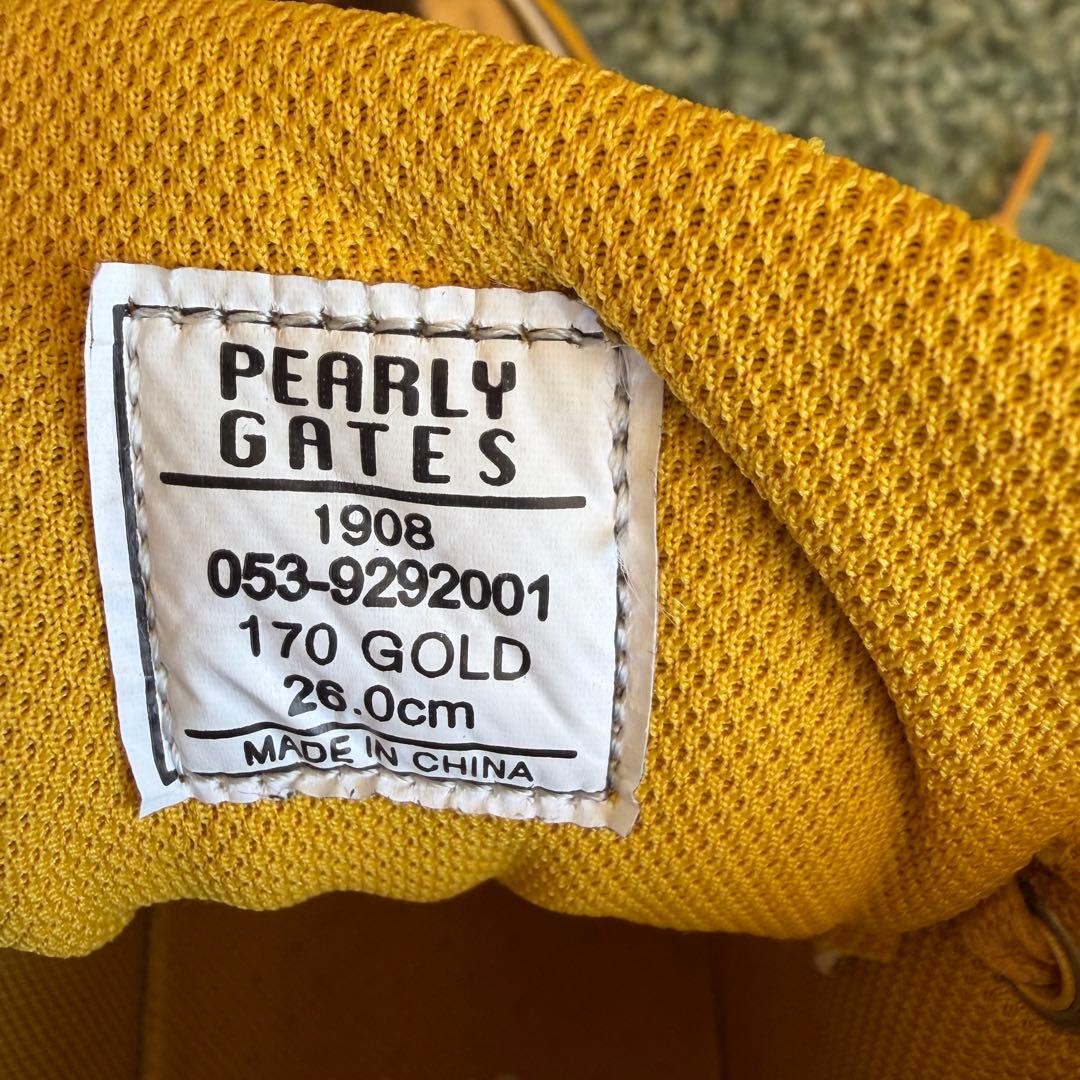 PEARLY
GATES
1908
053-9292001
170 GOLD
26.0cm
MADE IN CHINA